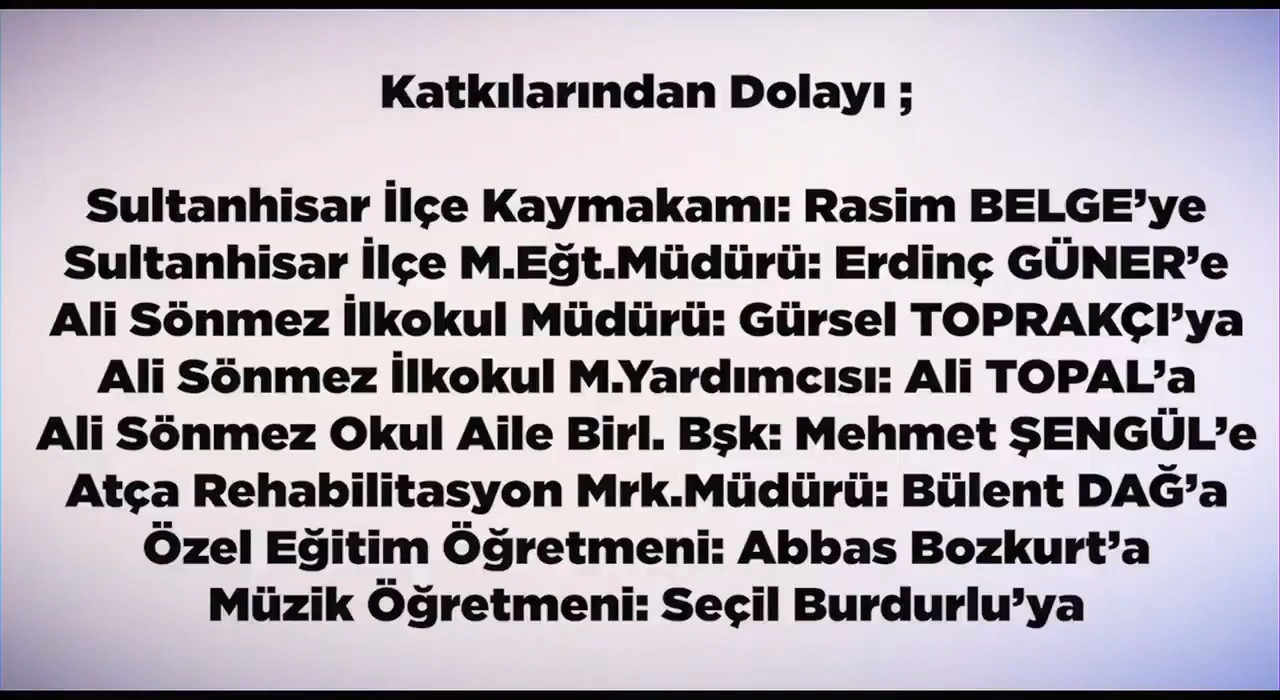 Katkılarından Dolayı ;
Sultanhisar İlçe Kaymakamı: Rasim BELGE’ye
Sultanhisar İlçe M.Eğt.Müdürü: Erdinç GÜNER’e
Ali Sönmez İlkokul Müdürü: Gürsel TOPRAKÇI’ya
Ali Sönmez İlkokul M.Yardımcısı: Ali TOPAL’a
Ali Sönmez Okul Aile Birl. Bşk: Mehmet ŞENGÜL’e
Atça Rehabilitasyon Mrk.Müdürü: Bülent DAĞ’a
Özel Eğitim Öğretmeni: Abbas Bozkurt’a
Müzik Öğretmeni: Seçil Burdurlu’ya